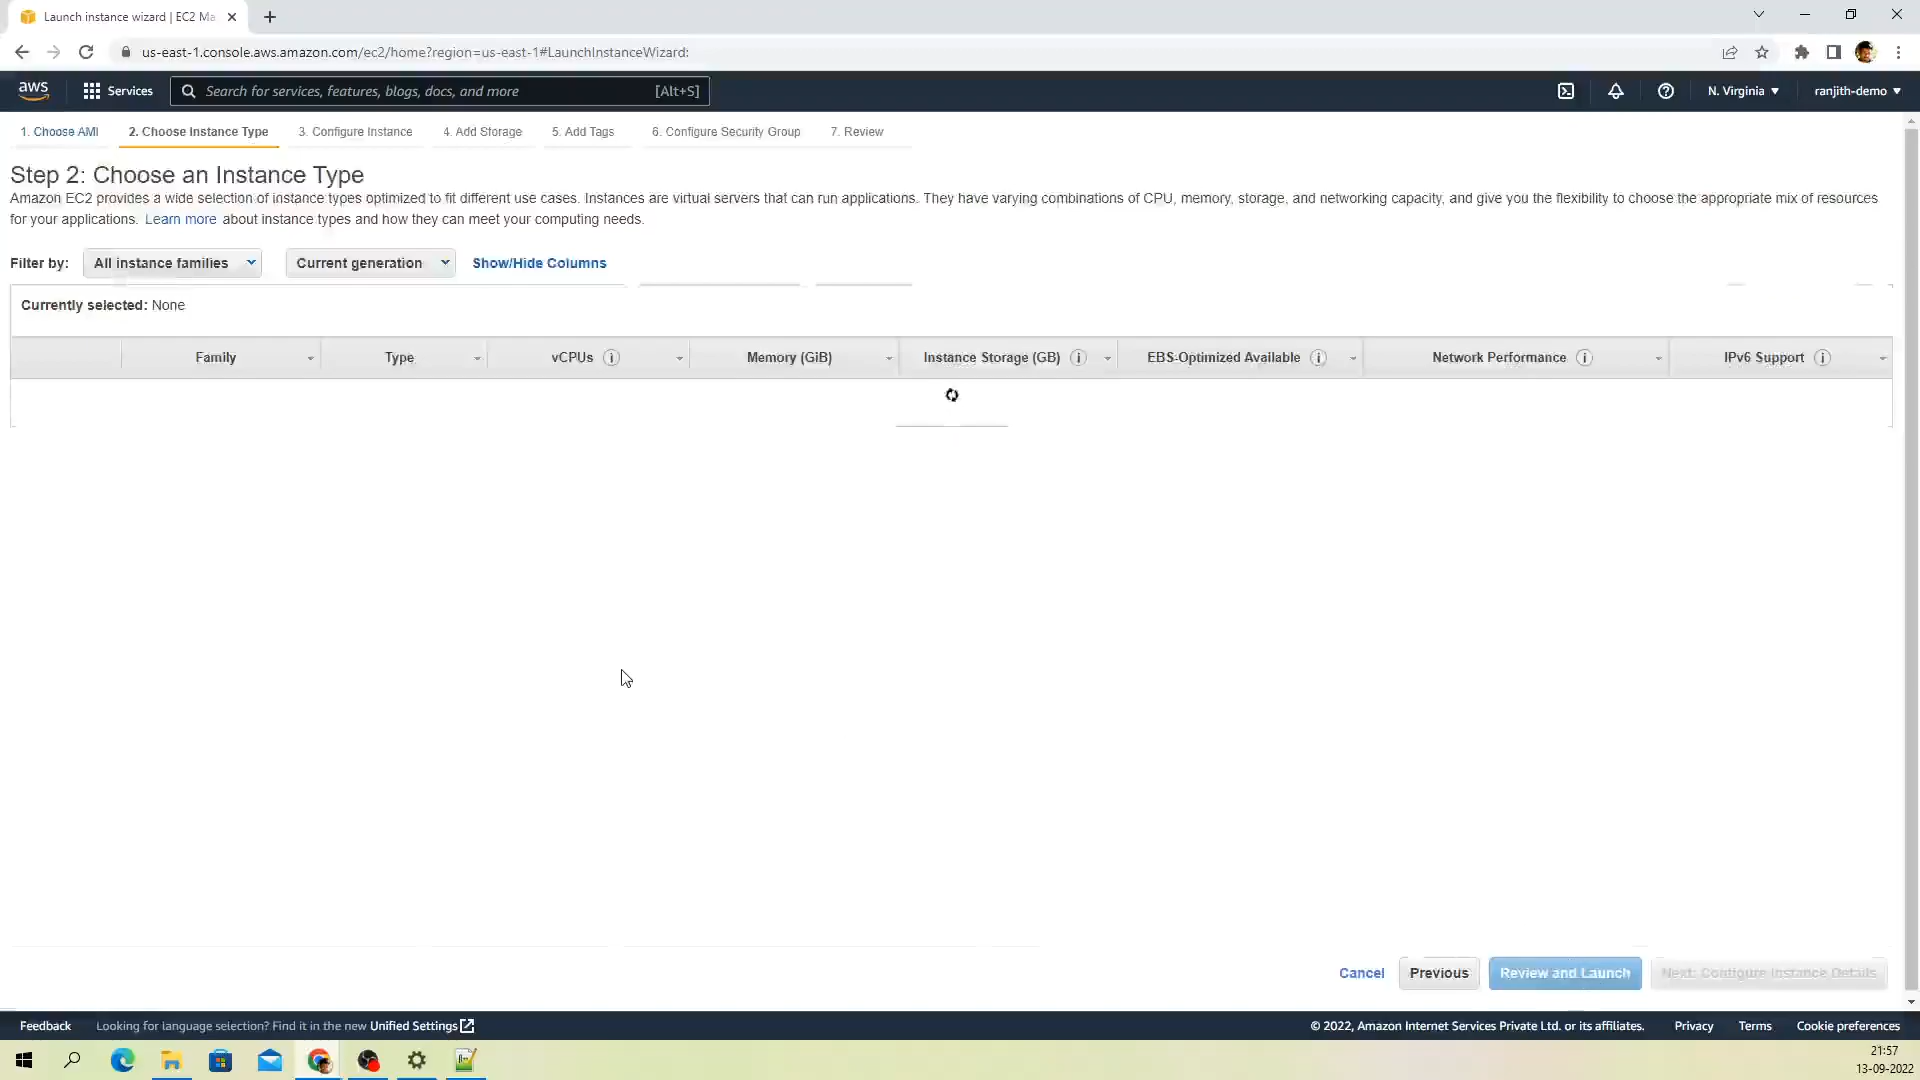 Launch instance wizard | EC2 Ma
us-east-1.console.aws.amazon.com/ec2/home?region=us-east-1#LaunchInstanceWizard:
aws
Services
Search for services, features, blogs, docs, and more
[Alt+S]
N. Virginia
ranjith-demo
1. Choose AMI
2. Choose Instance Type
3. Configure Instance
4. Add Storage
5. Add Tags
6. Configure Security Group
7. Review
Step 2: Choose an Instance Type
Amazon EC2 provides a wide selection of instance types optimized to fit different use cases. Instances are virtual servers that can run applications. They have varying combinations of CPU, memory, storage, and networking capacity, and give you the flexibility to choose the appropriate mix of resources
for your applications. Learn more about instance types and how they can meet your computing needs.
Filter by:
All instance families
Current generation
Show/Hide Columns
Currently selected: None
Family
Type
vCPUs
Memory (GiB)
Instance Storage (GB)
EBS-Optimized Available
Network Performance
IPv6 Support
Cancel
Previous
Review and Launch
Next: Configure Instance Details
Feedback
Looking for language selection? Find it in the new Unified Settings
© 2022, Amazon Internet Services Private Ltd. or its affiliates.
Privacy
Terms
Cookie preferences
21:57
13-09-2022